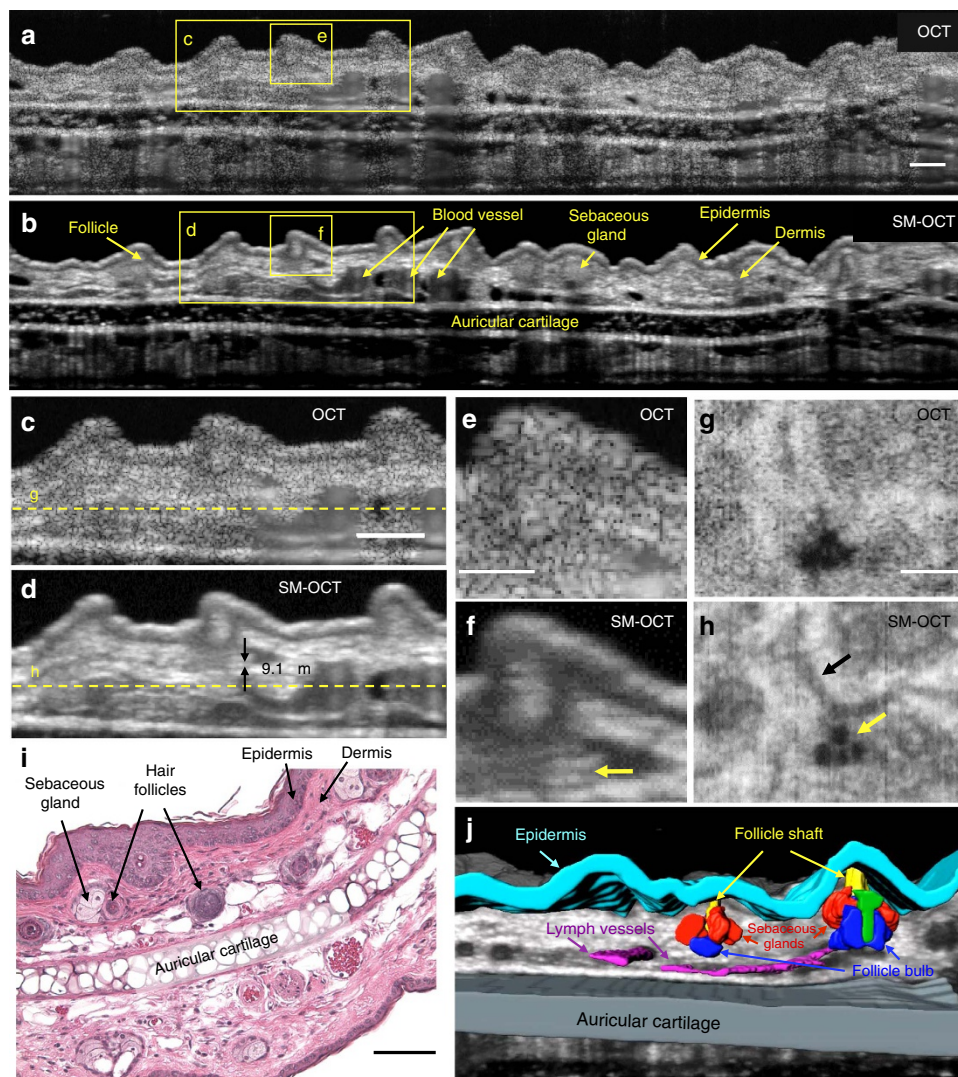 a
c
e
OCT
b
Follicle
d
f
Blood vessel
Sebaceous
gland
Epidermis
Dermis
SM-OCT
Auricular cartilage
c
OCT
g
d
SM-OCT
9.1 m
h
e
OCT
f
SM-OCT
g
OCT
h
SM-OCT
i
Sebaceous
gland
Hair
follicles
Epidermis
Dermis
Auricular cartilage
j
Epidermis
Follicle shaft
Lymph vessels
Sebaceous
glands
Follicle bulb
Auricular cartilage